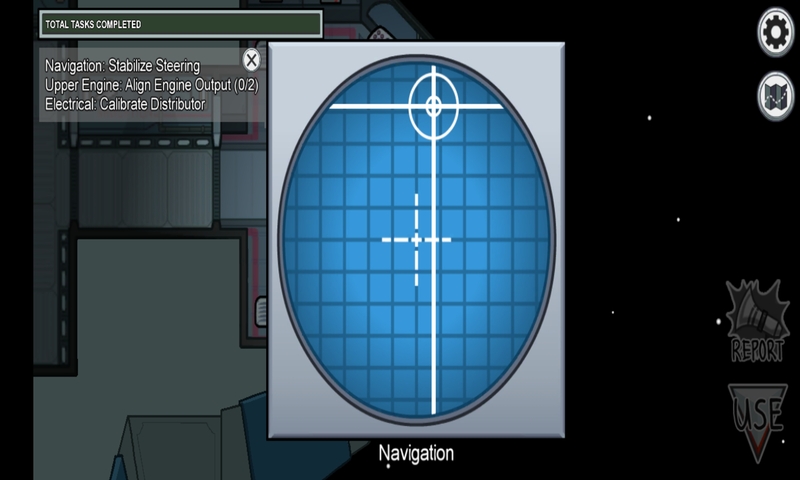 TOTAL TASKS COMPLETED
Navigation: Stabilize Steering
Upper Engine: Align Engine Output (0/2)
Electrical: Calibrate Distributor
REPORT
USE
Navigation